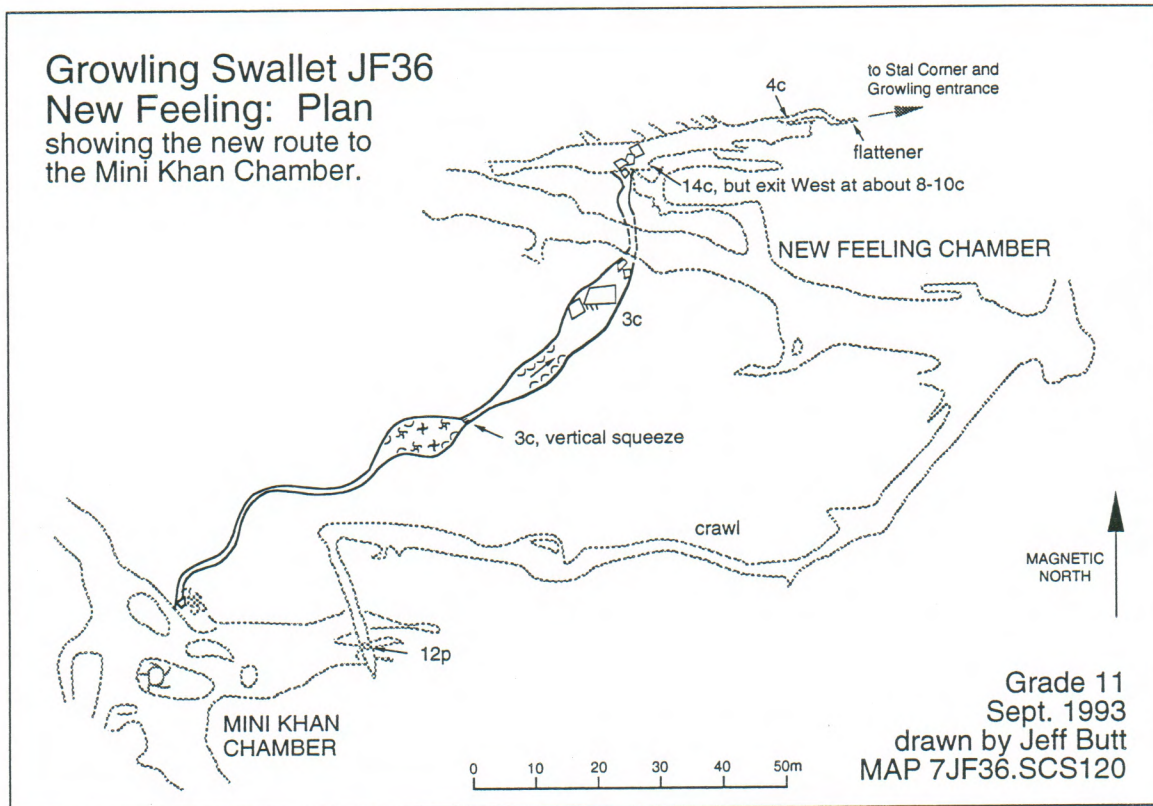 Growling Swallet JF36
New Feeling: Plan
showing the new route to
the Mini Khan Chamber.
to Stal Corner and
Growling entrance
4c
flattener
14c, but exit West at about 8-10c
NEW FEELING CHAMBER
3c
3c, vertical squeeze
crawl
MAGNETIC
NORTH
12p
MINI KHAN
CHAMBER
0 10 20 30 40 50m
Grade 11
Sept. 1993
drawn by Jeff Butt
MAP 7JF36.SCS120